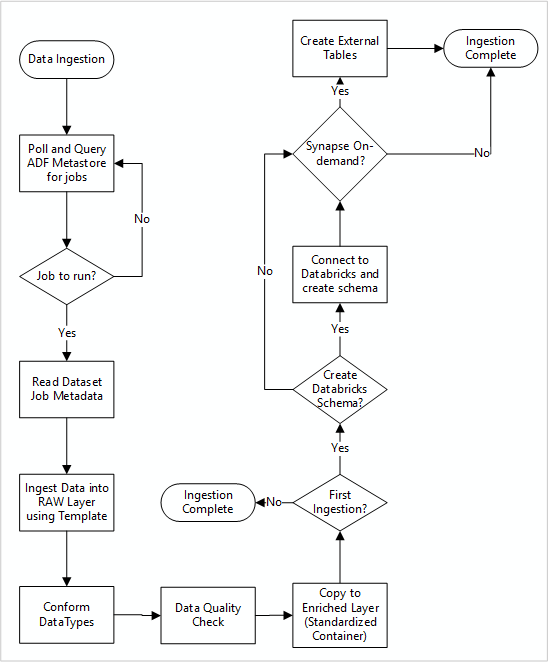 Data Ingestion
Poll and Query
ADF Metastore
for jobs
No
Job to run?
Yes
Read Dataset
Job Metadata
Ingest Data into
RAW Layer
using Template
Conform
DataTypes
Data Quality
Check
Copy to
Enriched Layer
(Standardized
Container)
First
Ingestion?
No
Ingestion
Complete
Yes
Create
Databricks
Schema?
No
Yes
Connect to
Databricks and
create schema
Synapse On-
demand?
No
Yes
Create External
Tables
Ingestion
Complete